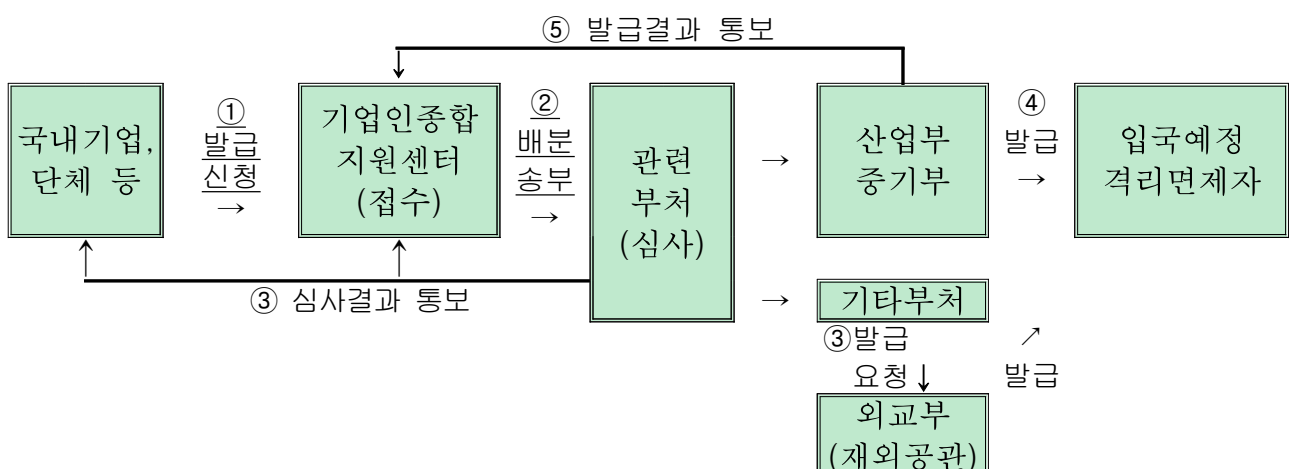 ⑤ 발급결과 통보
국내기업,
단체 등
①
발급
신청
→
기업인종합
지원센터
(접수)
②
배분
송부
→
관련
부처
(심사)
→
산업부
중기부
④
발급
→
입국예정
격리면제자
③ 심사결과 통보
→
기타부처
③발급
요청↓
↗
발급
외교부
(재외공관)